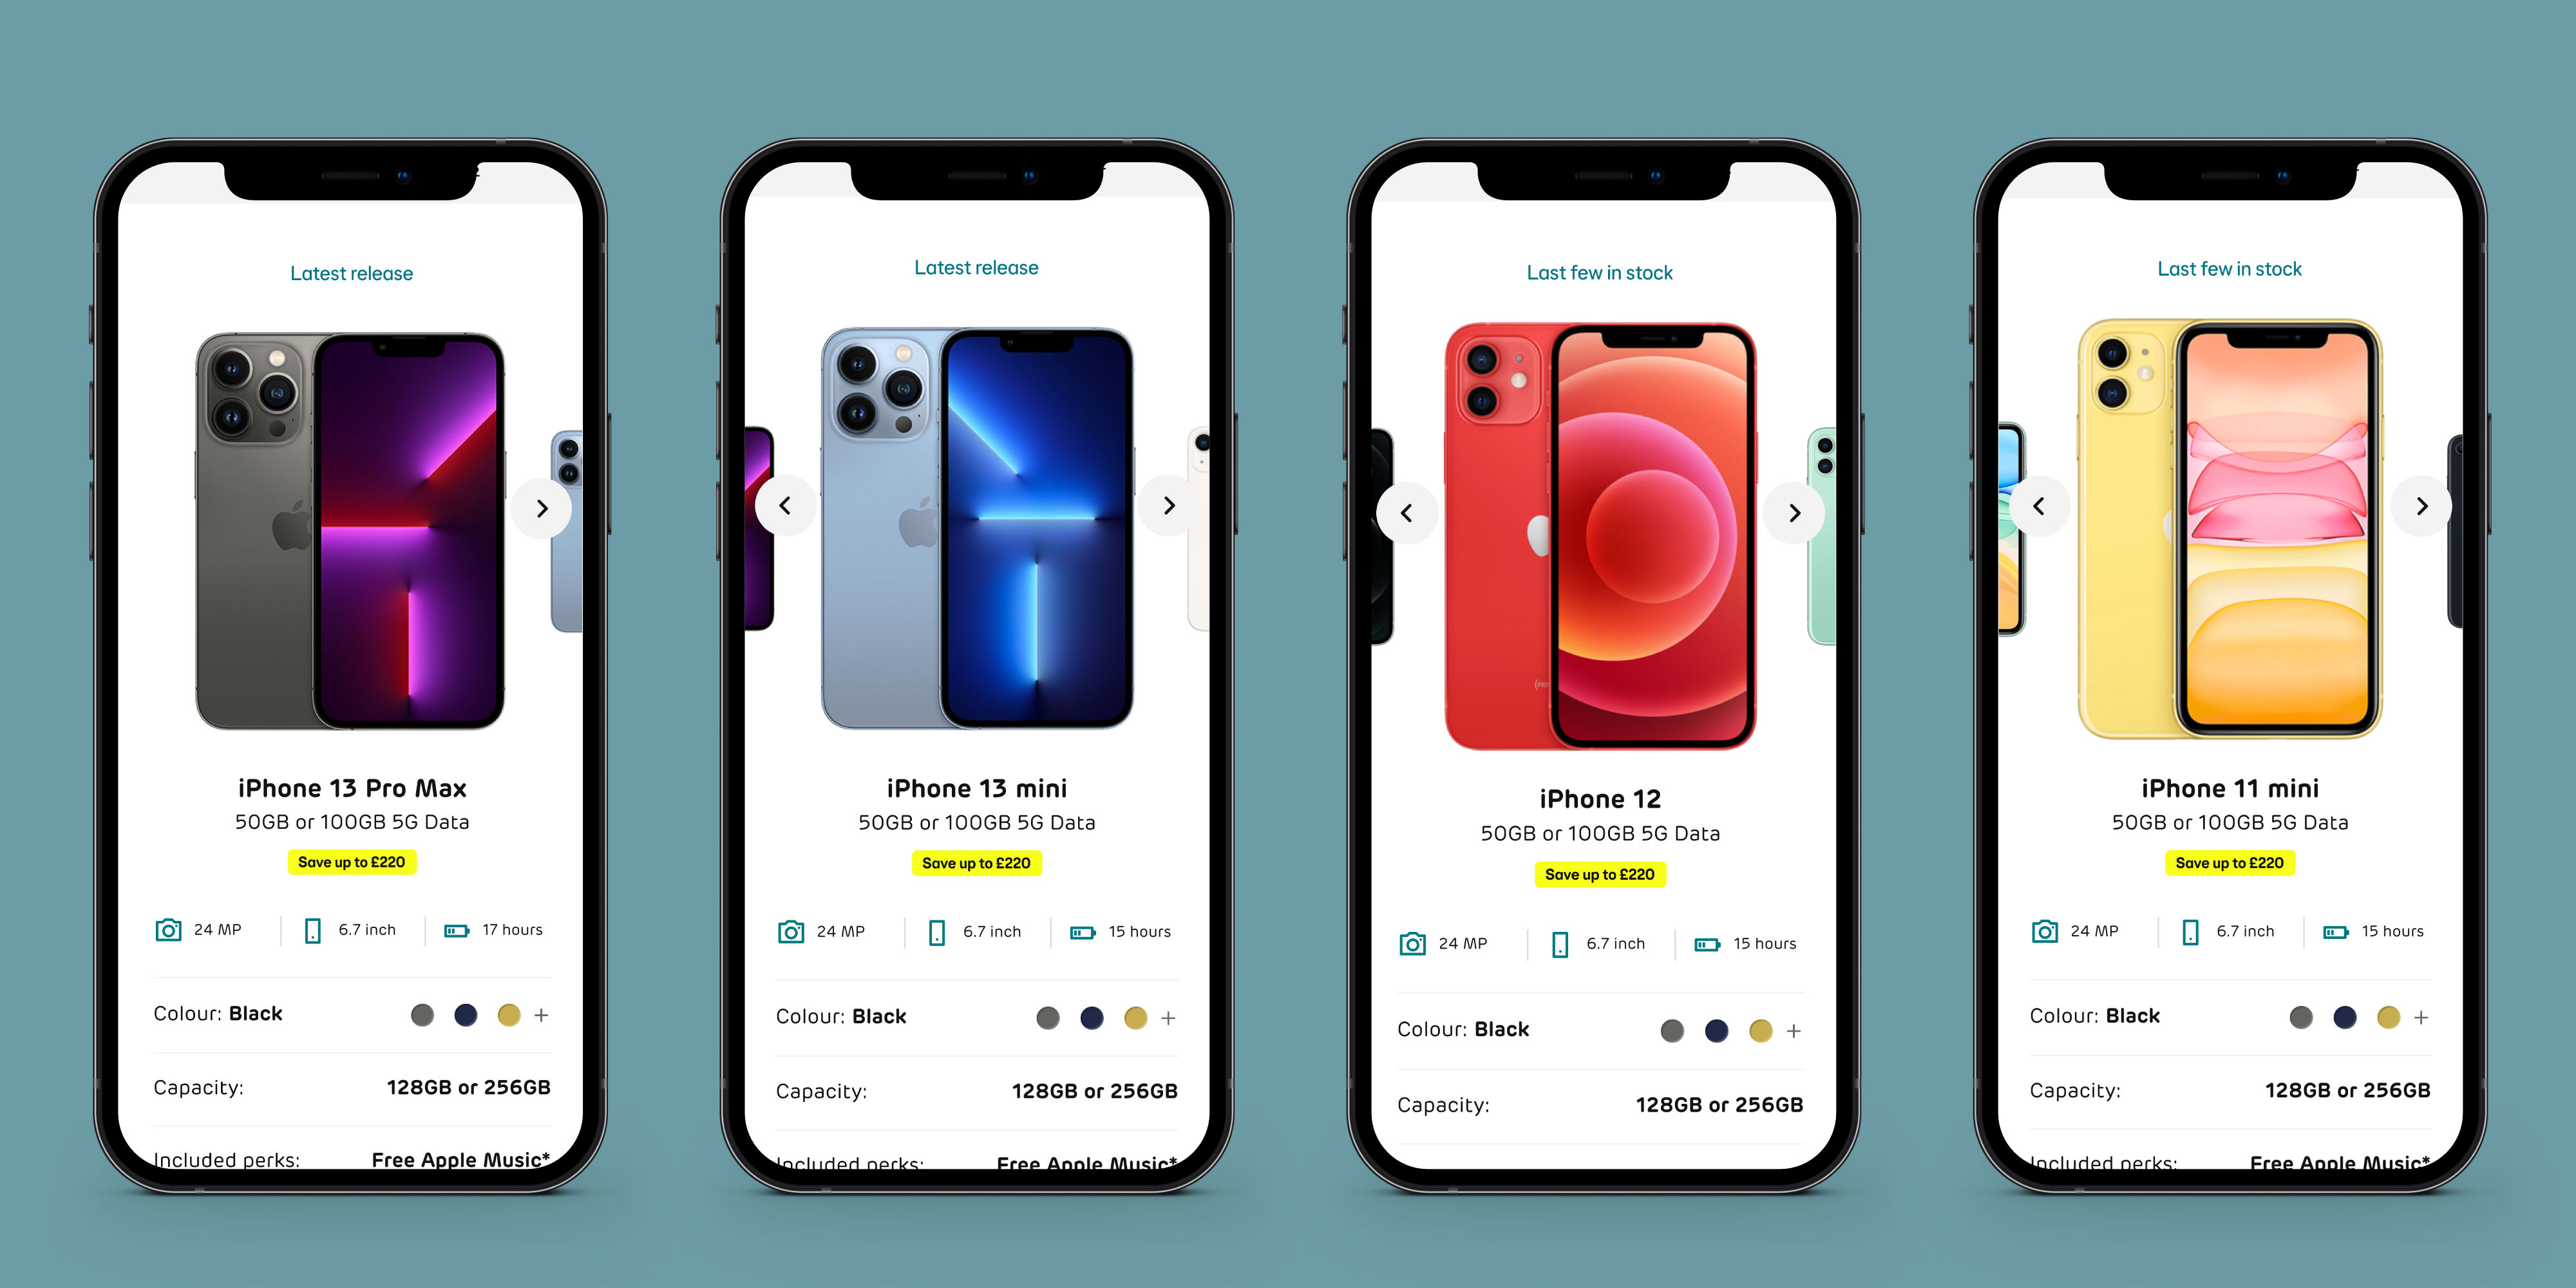 Latest release
iPhone 13 Pro Max
50GB or 100GB 5G Data
Save up to £220
24 MP
6.7 inch
17 hours
Colour: Black
+
Capacity: 128GB or 256GB
Included perks: Free Apple Music*
Latest release
iPhone 13 mini
50GB or 100GB 5G Data
Save up to £220
24 MP
6.7 inch
15 hours
Colour: Black
+
Capacity: 128GB or 256GB
Included perks: Free Apple Music*
Last few in stock
iPhone 12
50GB or 100GB 5G Data
Save up to £220
24 MP
6.7 inch
15 hours
Colour: Black
+
Capacity: 128GB or 256GB
Last few in stock
iPhone 11 mini
50GB or 100GB 5G Data
Save up to £220
24 MP
6.7 inch
15 hours
Colour: Black
+
Capacity: 128GB or 256GB
Included perks: Free Apple Music*